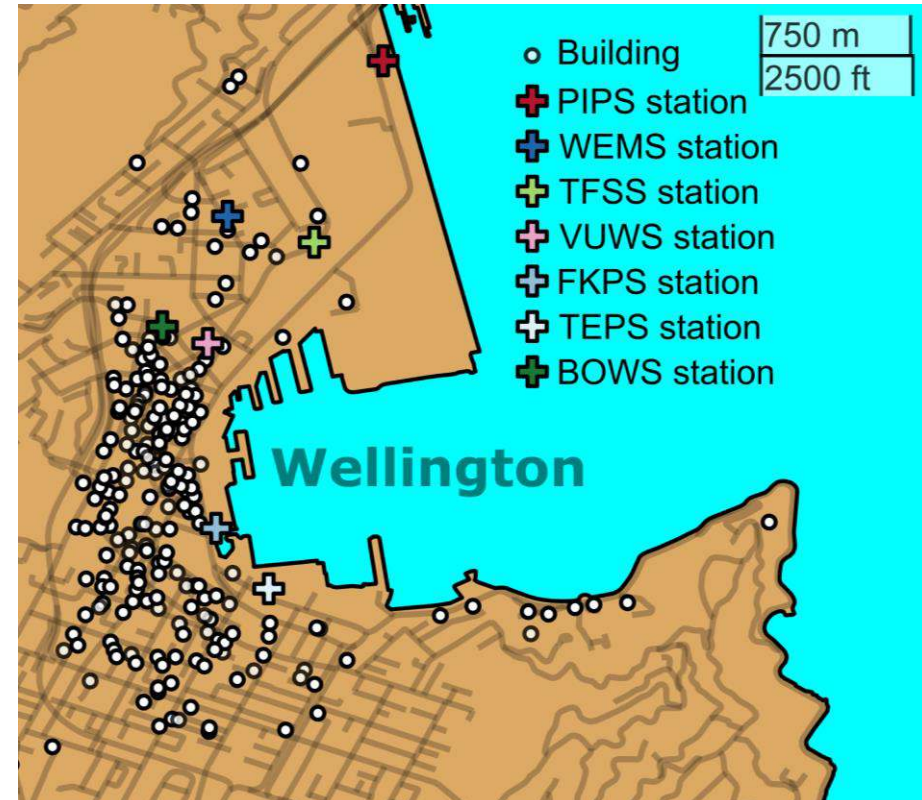 750 m
2500 ft
Building
PIPS station
WEMS station
TFSS station
VUWS station
FKPS station
TEPS station
BOWS station
Wellington